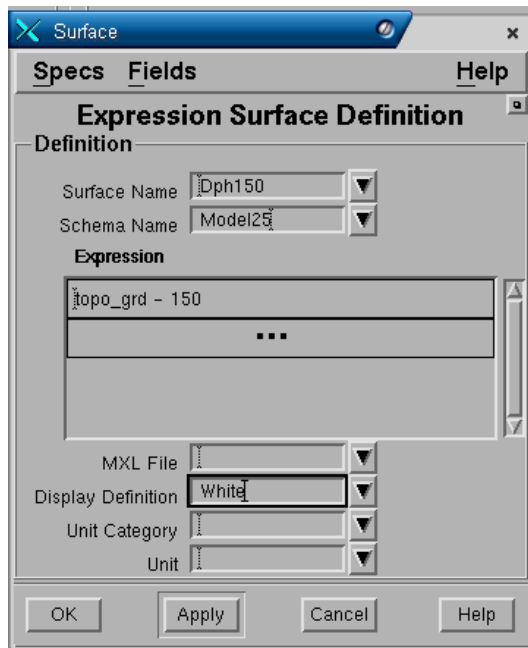 Surface
Specs Fields Help
Expression Surface Definition
Definition
Surface Name Dph150
Schema Name Model25
Expression
topo_grd - 150
...
MXL File
Display Definition White
Unit Category
Unit
OK Apply Cancel Help